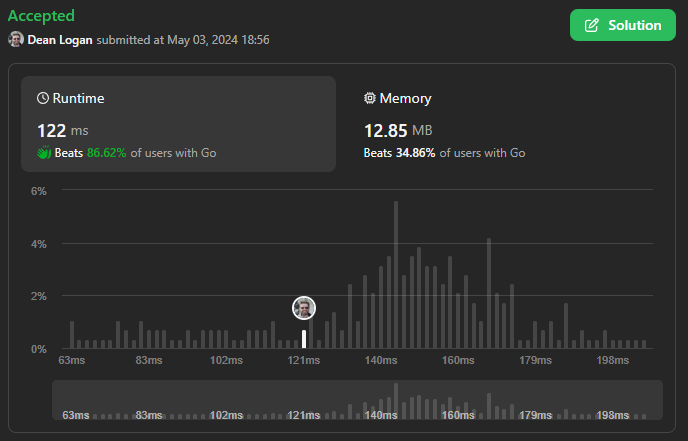 Accepted
Dean Logan submitted at May 03, 2024 18:56
Solution
Runtime
122 ms
Beats 86.62% of users with Go
Memory
12.85 MB
Beats 34.86% of users with Go
6%
4%
2%
0%
63ms 83ms 102ms 121ms 140ms 160ms 179ms 198ms
63ms 83ms 102ms 121ms 140ms 160ms 179ms 198ms